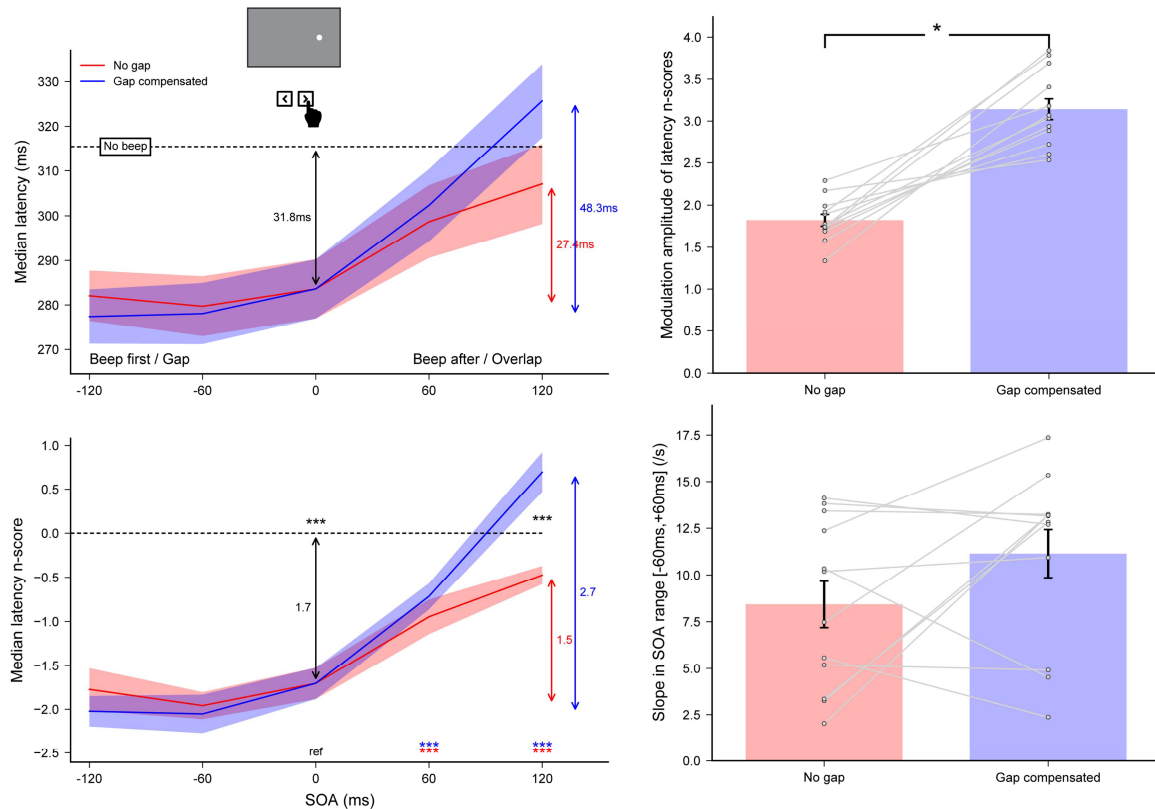 No gap
Gap compensated
330
320
310
300
290
280
270
Median latency (ms)
No beep
31.8ms
48.3ms
27.4ms
Beep first / Gap
Beep after / Overlap
-120
-60
0
60
120
*
4.0
3.5
3.0
2.5
2.0
1.5
1.0
0.5
0.0
Modulation amplitude of latency n-scores
No gap
Gap compensated
1.0
0.5
0.0
−0.5
−1.0
−1.5
−2.0
−2.5
Median latency n-score
***
***
1.7
2.7
1.5
ref
***
***
***
***
-120
-60
0
60
120
SOA (ms)
17.5
15.0
12.5
10.0
7.5
5.0
2.5
0.0
Slope in SOA range [-60ms,+60ms] (/s)
No gap
Gap compensated